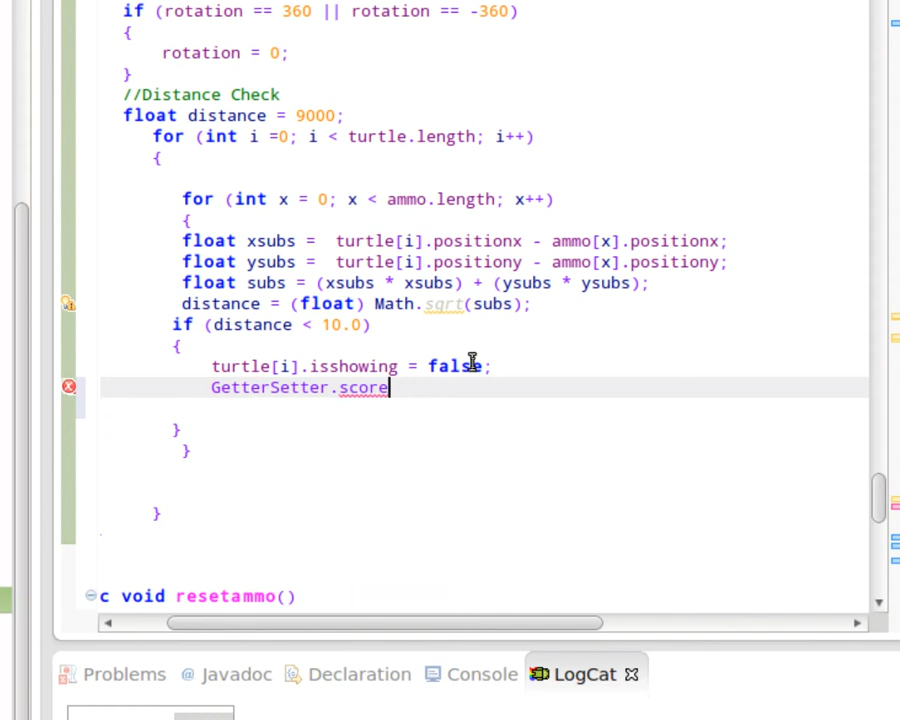 if (rotation == 360 || rotation == -360)
{
rotation = 0;
}
//Distance Check
float distance = 9000;
for (int i =0; i < turtle.length; i++)
{
for (int x = 0; x < ammo.length; x++)
{
float xsubs =  turtle[i].positionx - ammo[x].positionx;
float ysubs =  turtle[i].positiony - ammo[x].positiony;
float subs = (xsubs * xsubs) + (ysubs * ysubs);
distance = (float) Math.sqrt(subs);
if (distance < 10.0)
{
turtle[i].isshowing = false;
GetterSetter.score
}
}
}
c void resetammo()
Problems @ Javadoc Declaration Console LogCat